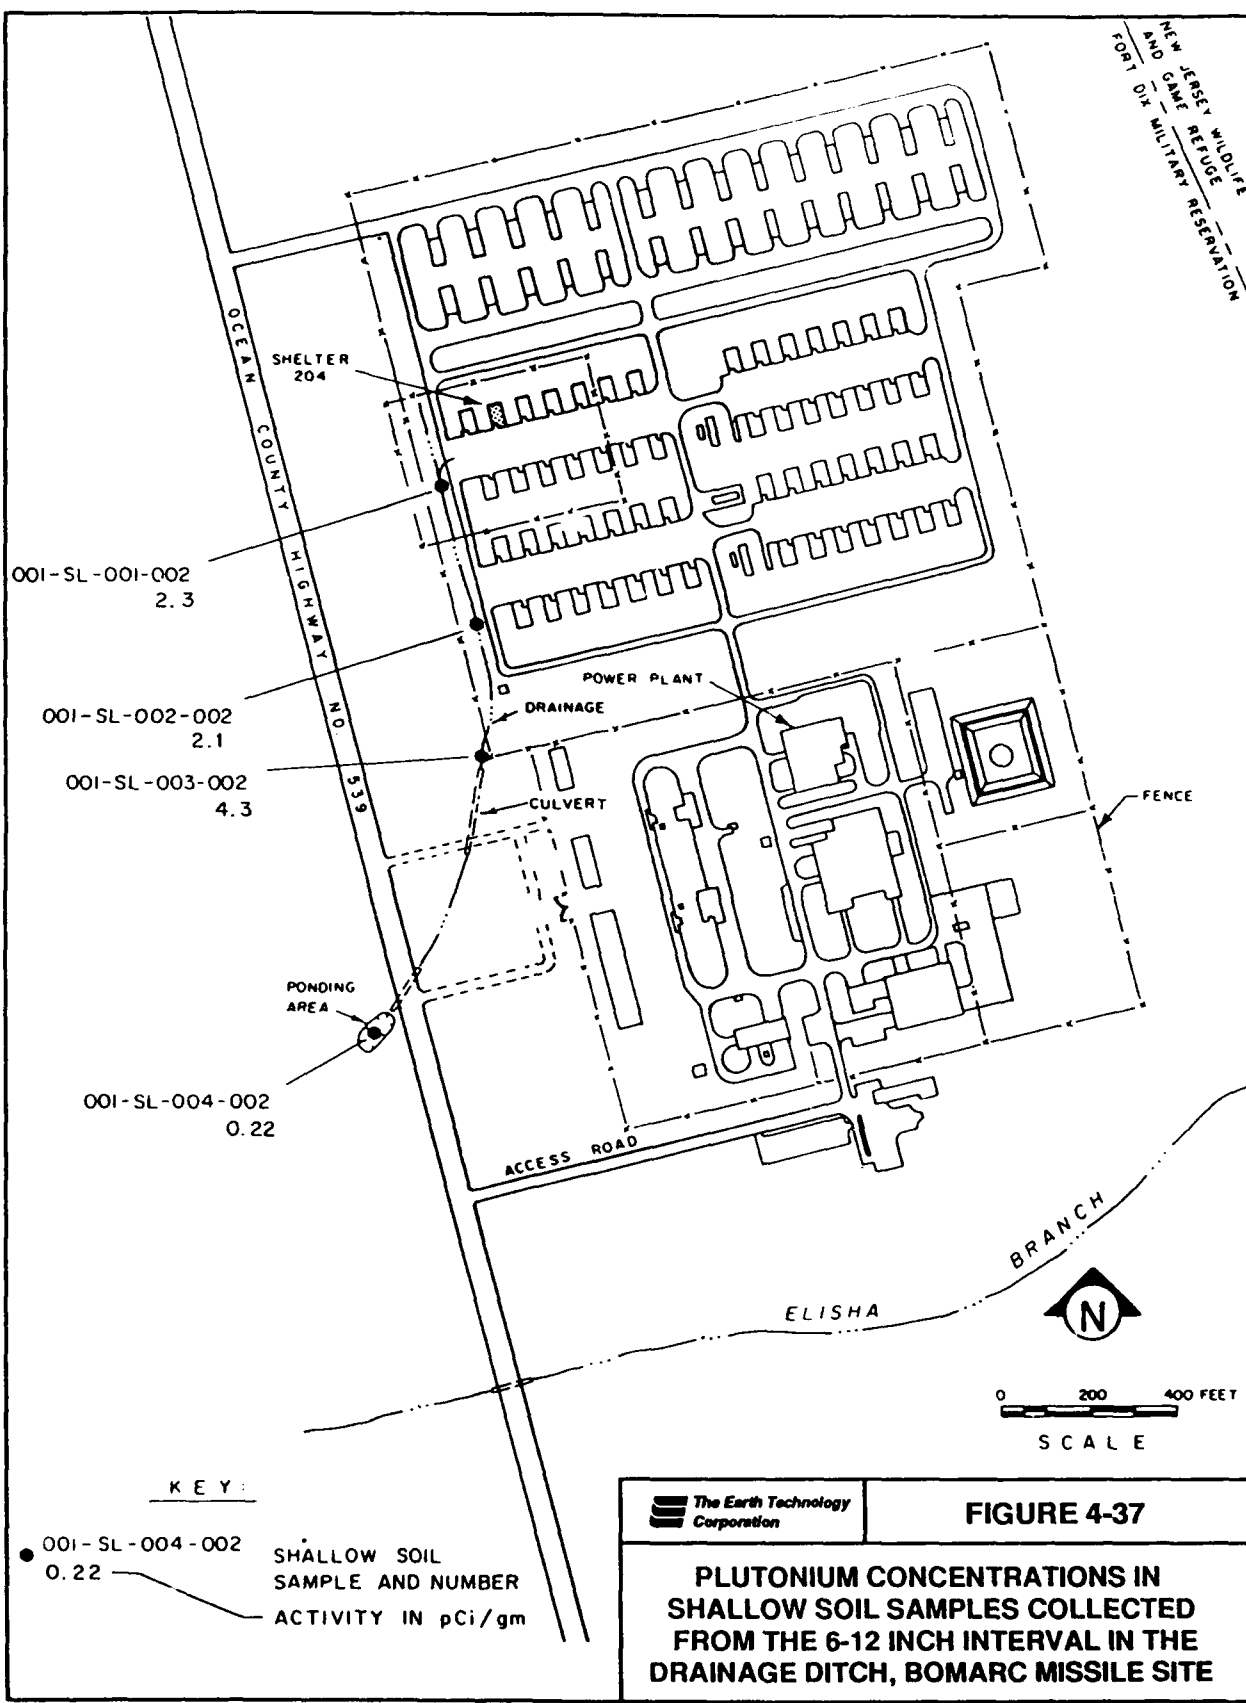 NEW JERSEY WILDLIFE
AND GAME REFUGE
FORT DIX MILITARY RESERVATION
OCEAN COUNTY HIGHWAY NO. 539
SHELTER
204
001-SL-001-002
2.3
001-SL-002-002
2.1
001-SL-003-002
4.3
POWER PLANT
DRAINAGE
CULVERT
FENCE
PONDING
AREA
001-SL-004-002
0.22
ACCESS ROAD
ELISHA BRANCH
N
0 200 400 FEET
SCALE
KEY:
001-SL-004-002
0.22
SHALLOW SOIL
SAMPLE AND NUMBER
ACTIVITY IN pCi/gm
The Earth Technology
Corporation
FIGURE 4-37
PLUTONIUM CONCENTRATIONS IN
SHALLOW SOIL SAMPLES COLLECTED
FROM THE 6-12 INCH INTERVAL IN THE
DRAINAGE DITCH, BOMARC MISSILE SITE